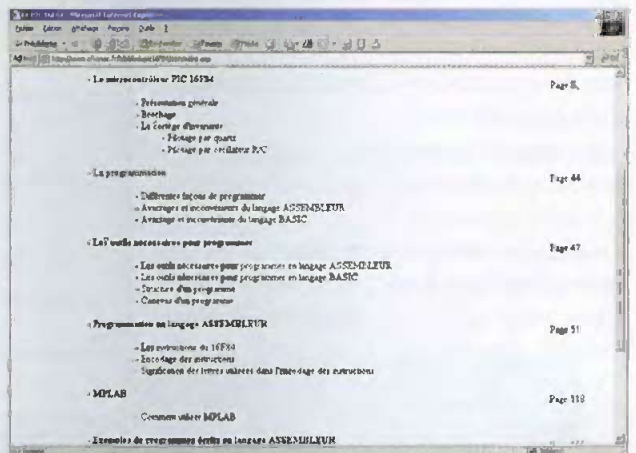 - Le microcontrôleur PIC 16F84
Page 8,
- Présentation générale
- Brochage
- Le cortège d'invariants
- Pilotage par quartz
- Pilotage par oscillateur R/C
- La programmation
Page 44
- Différentes façons de programmer
- Avantages et inconvénients du langage ASSEMBLEUR
- Avantage et inconvénients du langage BASIC
- Les outils nécessaires pour programmer
Page 47
- Les outils nécessaires pour programmer en langage ASSEMBLEUR
- Les outils nécessaires pour programmer en langage BASIC
- Structure d'un programme
- Canevas d'un programme
- Programmation en langage ASSEMBLEUR
Page 51
- Les instructions du 16F84
- Encodage des instructions
Signification des lettres utilisées dans l'encodage des instructions
- MPLAB
Page 118
Comment utiliser MPLAB
- Exemples de programmes écrits en langage ASSEMBLEUR